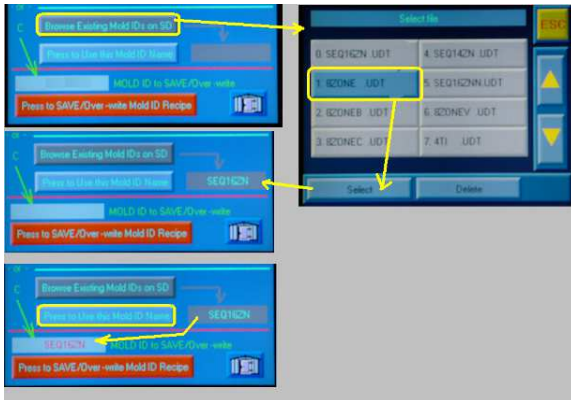 - or -
C
Browse Existing Mold IDs on SD
Press to Use this Mold ID Name
MOLD ID to SAVE/Over-write
Press to SAVE/Over-write Mold ID Recipe
Select file
ESC
0. SEQ16ZN .UDT
4. SEQ14ZN .UDT
1. 8ZONE .UDT
5. SEQ16ZNN.UDT
2. 8ZONEB .UDT
6. 8ZONEV .UDT
3. 8ZONEC .UDT
7. 4TI .UDT
Select
Delete
- or -
C
Browse Existing Mold IDs on SD
Press to Use this Mold ID Name
SEQ16ZN
MOLD ID to SAVE/Over-write
Press to SAVE/Over-write Mold ID Recipe
- or -
C
Browse Existing Mold IDs on SD
Press to Use this Mold ID Name
SEQ16ZN
SEQ16ZN
MOLD ID to SAVE/Over-write
Press to SAVE/Over-write Mold ID Recipe